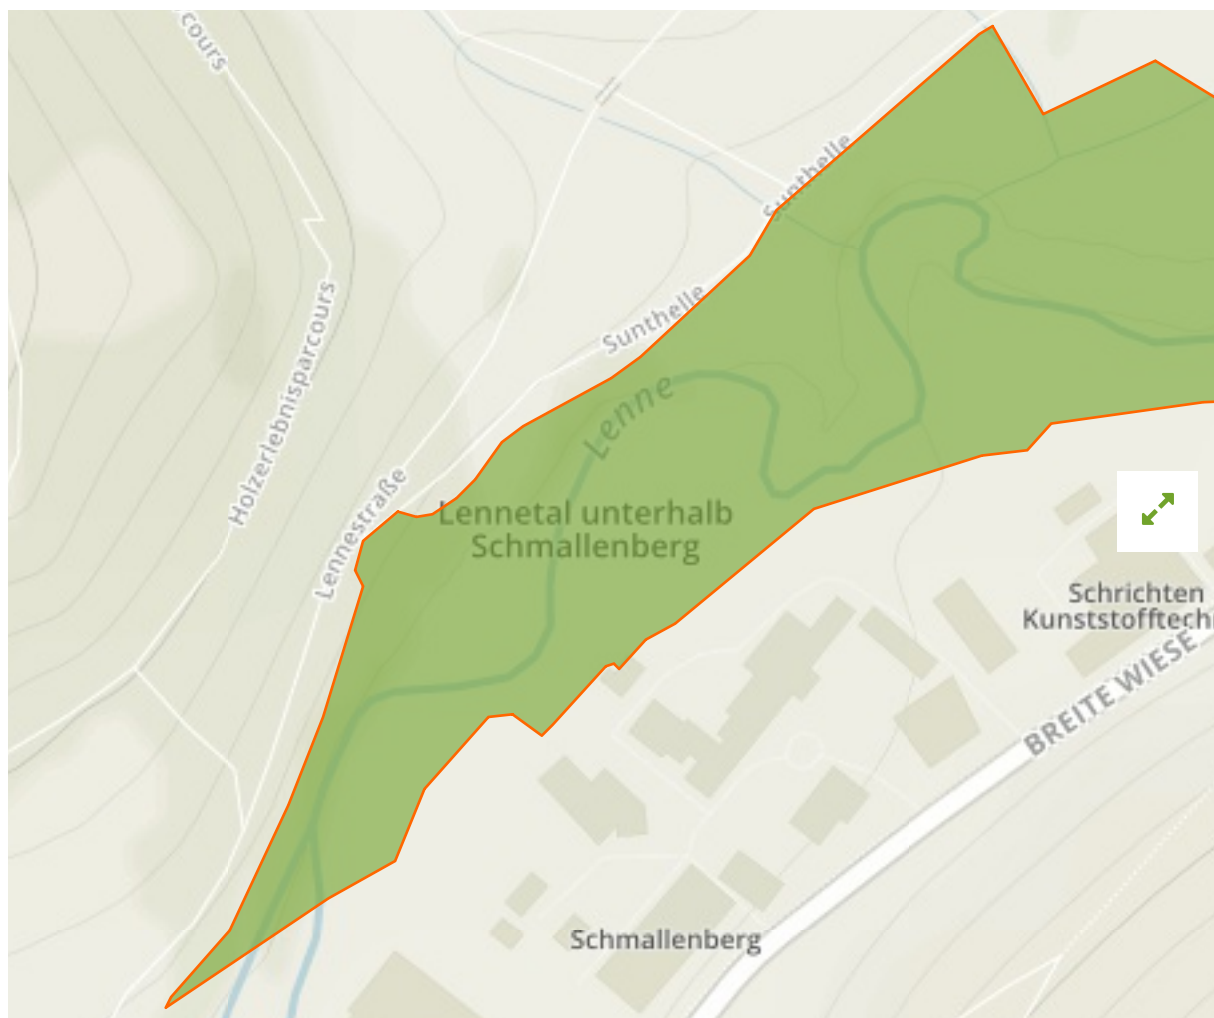 cours
Sunthelle
Sunthelle
Holzerlebnisparcours
Lenne
Lennestraße
Lennetal unterhalb
Schmallenberg
Schrichten
Kunststofftech
BREITE WIESE
Schmallenberg